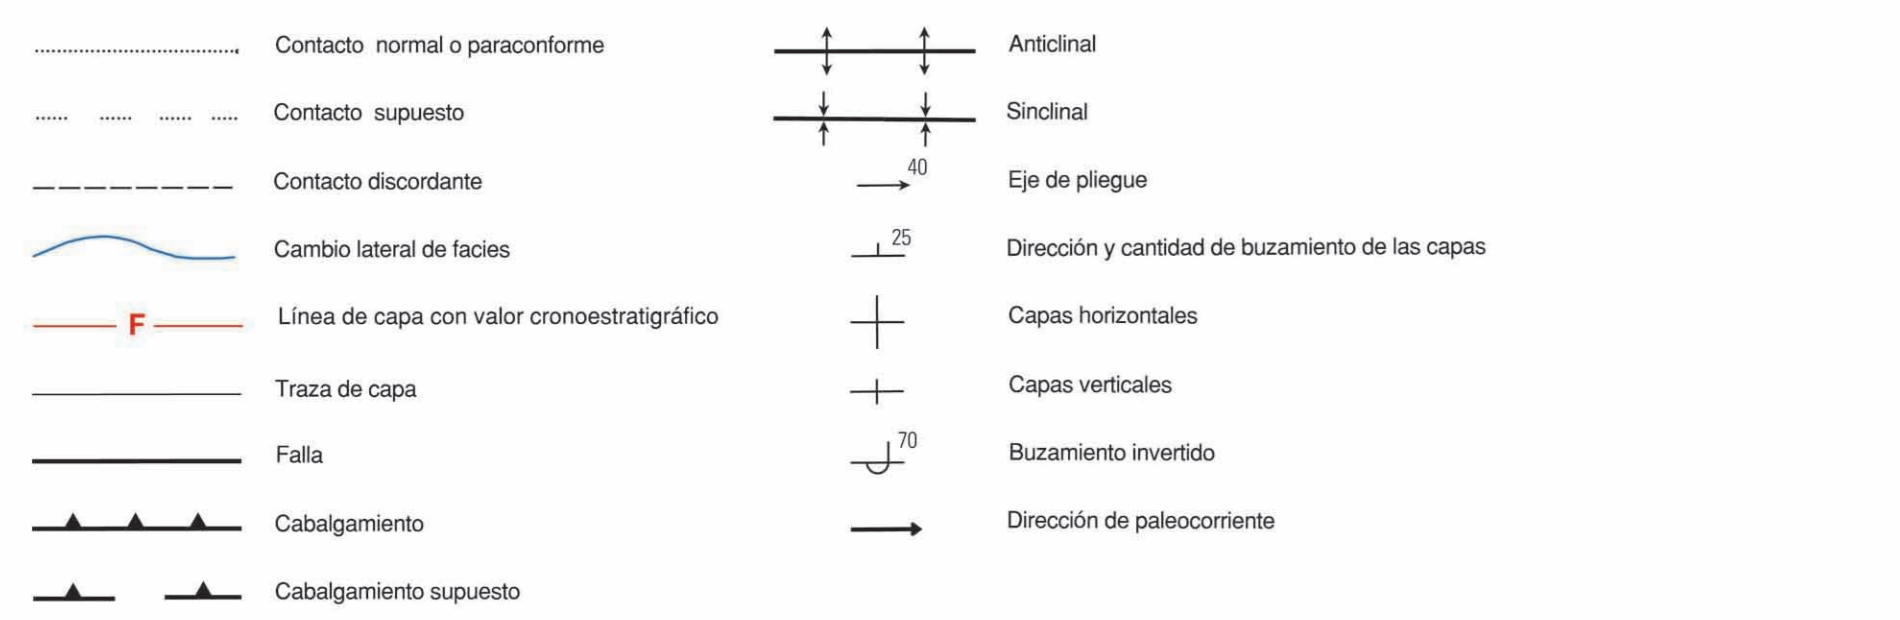 Contacto normal o paraconforme
Contacto supuesto
Contacto discordante
Cambio lateral de facies
F
Línea de capa con valor cronoestratigráfico
Traza de capa
Falla
Cabalgamiento
Cabalgamiento supuesto
Anticlinal
Sinclinal
40
Eje de pliegue
25
Dirección y cantidad de buzamiento de las capas
Capas horizontales
Capas verticales
70
Buzamiento invertido
Dirección de paleocorriente